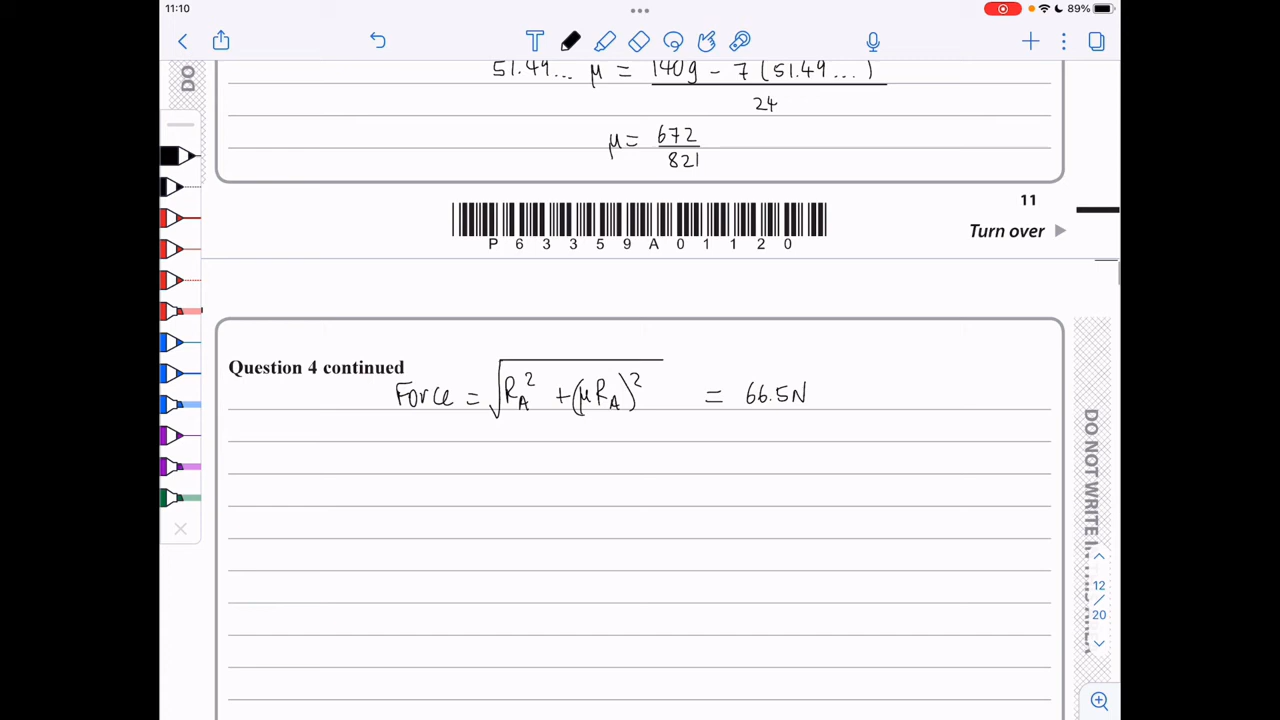 11:10
89%
DO
51.49... μ = 140g - 7 (51.49...)
24
μ = 672
821
11
P 6 3 3 5 9 A 0 1 1 2 0
Turn over
Question 4 continued
Force = √R_A² + (μR_A)² = 66.5N
DO NOT WRITE
12
20